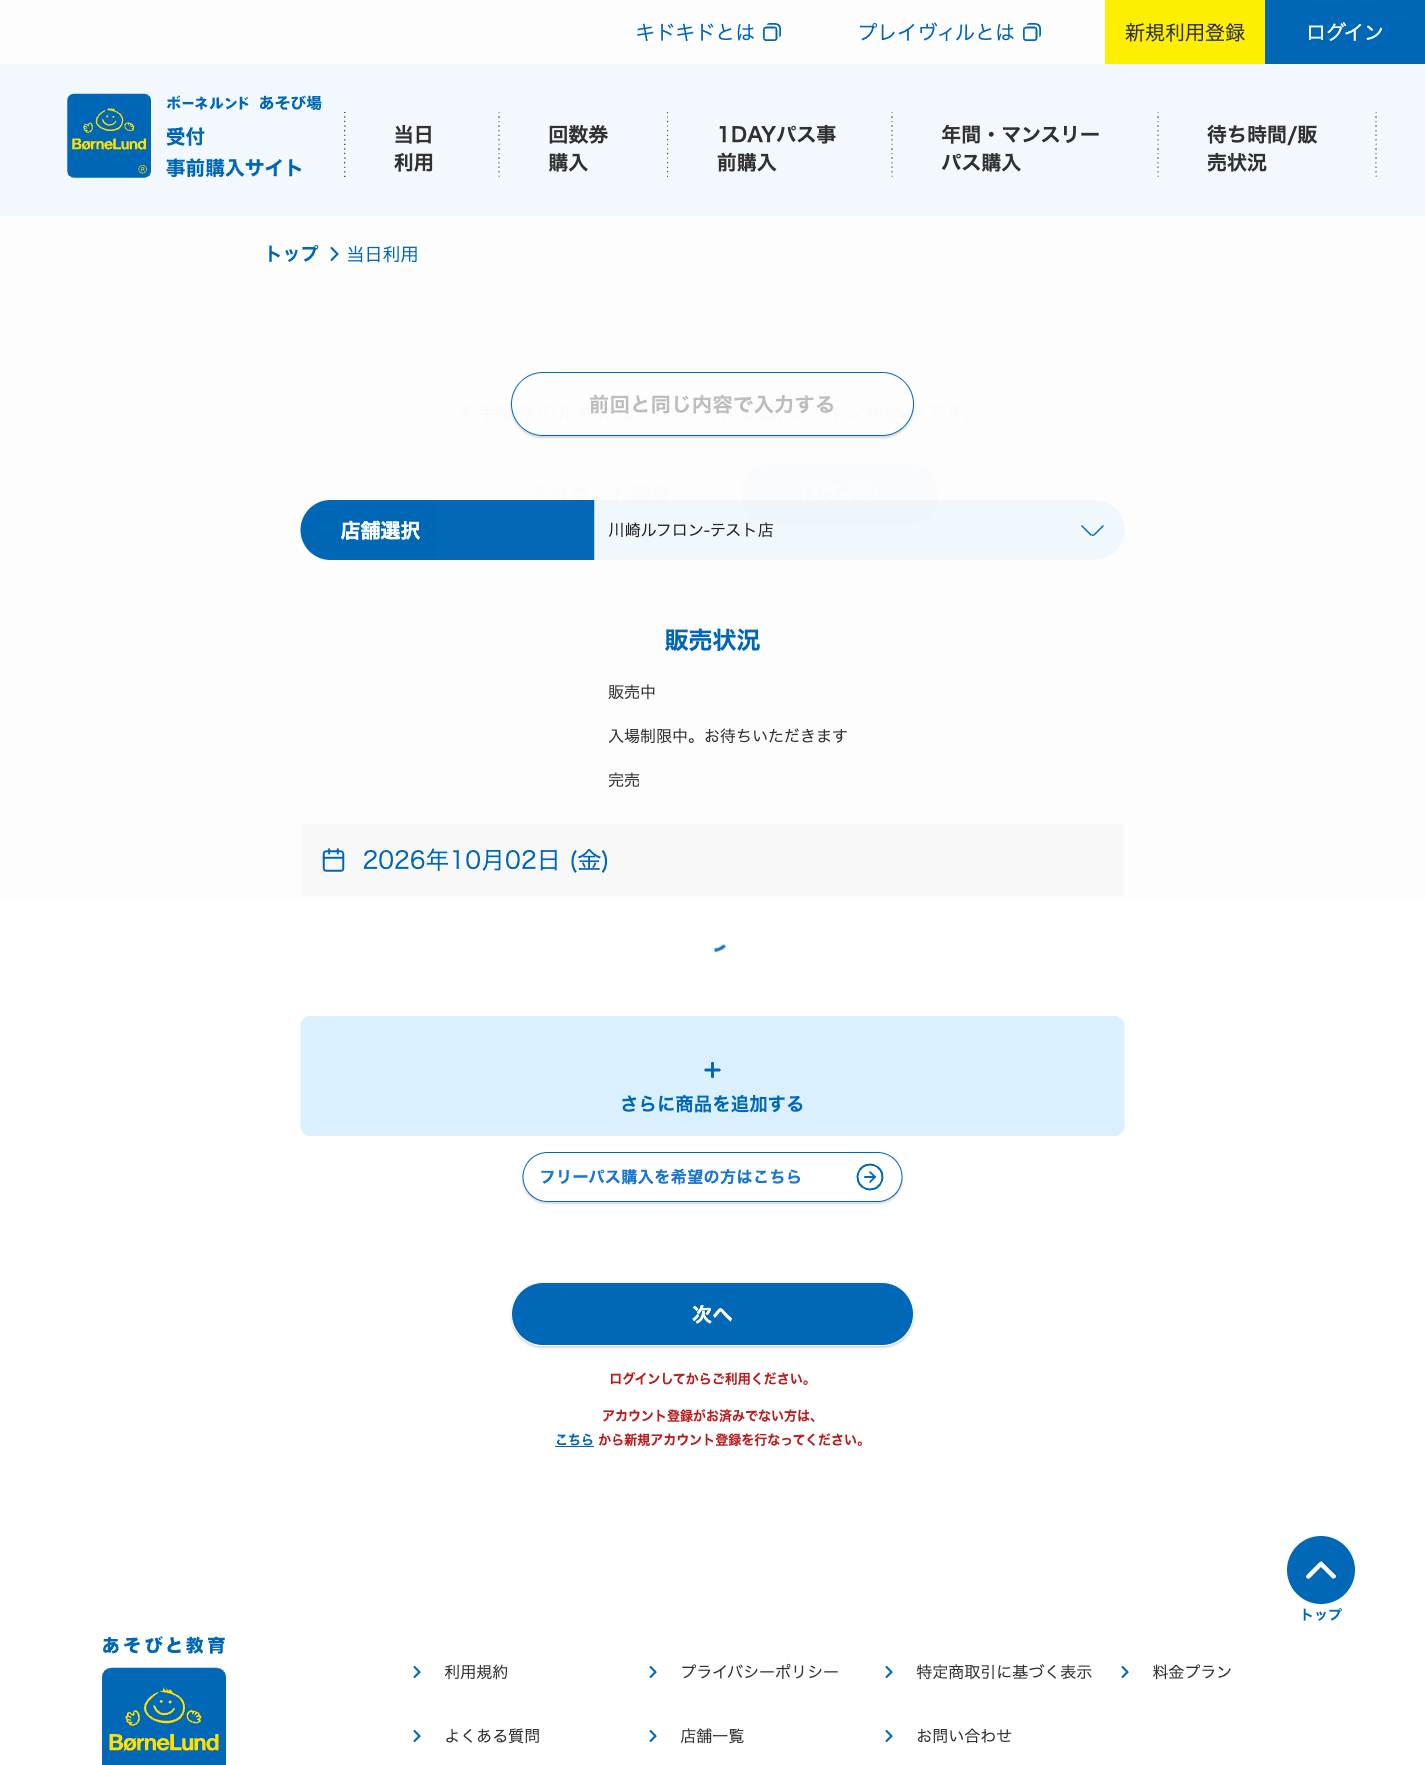 キドキドとは
プレイヴィルとは
新規利用登録
ログイン
BørneLund
ボーネルンド あそび場
受付
事前購入サイト
当日
利用
回数券
購入
1DAYパス事
前購入
年間・マンスリー
パス購入
待ち時間/販
売状況
トップ
当日利用
前回と同じ内容で入力する
店舗選択
川崎ルフロン-テスト店
販売状況
販売中
入場制限中。お待ちいただきます
完売
2026年10月02日 (金)
さらに商品を追加する
フリーパス購入を希望の方はこちら
次へ
ログインしてからご利用ください。
アカウント登録がお済みでない方は、
こちら から新規アカウント登録を行なってください。
トップ
あそびと教育
BørneLund
利用規約
プライバシーポリシー
特定商取引に基づく表示
料金プラン
よくある質問
店舗一覧
お問い合わせ